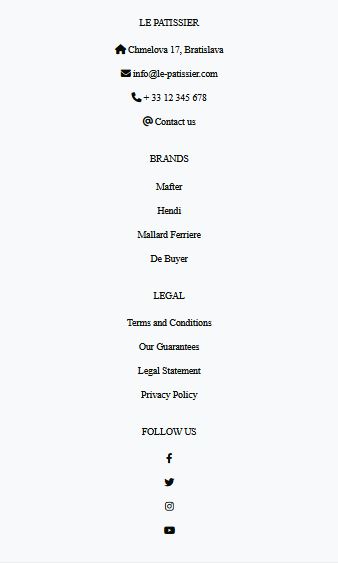 LE PATISSIER
Chmelova 17, Bratislava
info@le-patissier.com
+ 33 12 345 678
Contact us
BRANDS
Mafter
Hendi
Mallard Ferriere
De Buyer
LEGAL
Terms and Conditions
Our Guarantees
Legal Statement
Privacy Policy
FOLLOW US